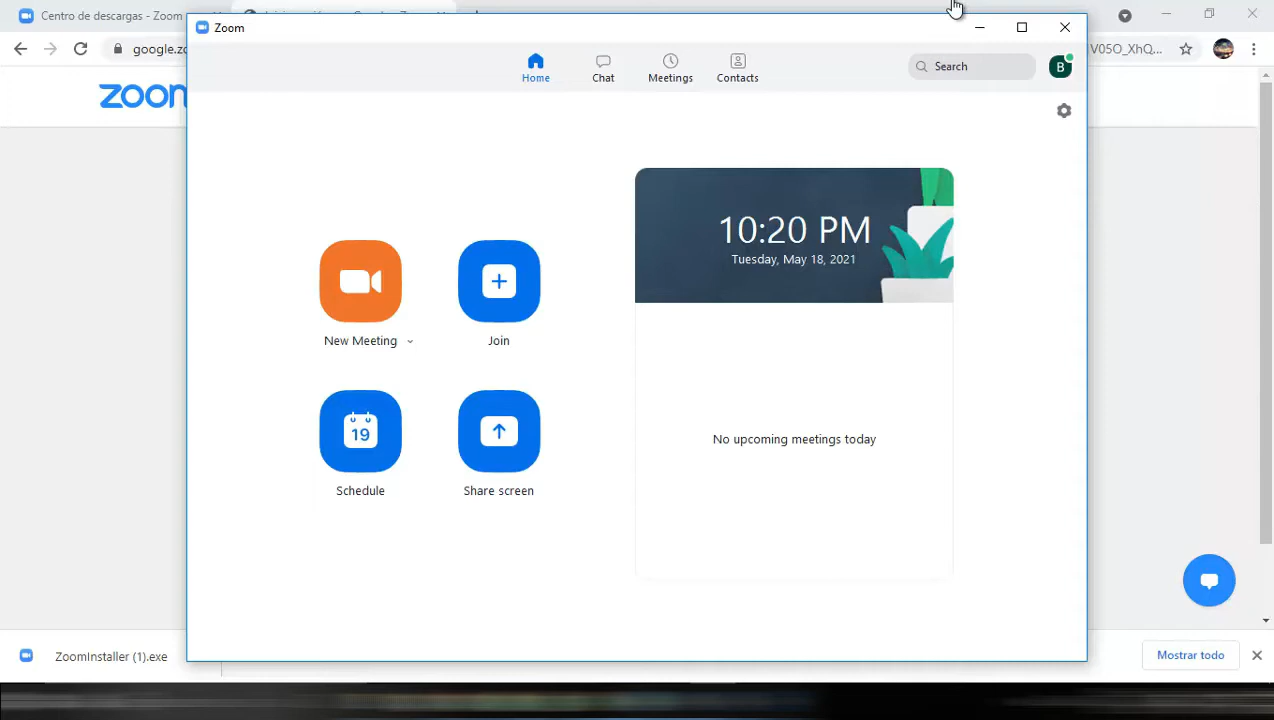 Centro de descargas - Zoom
Zoom
google.zo
V05O_XhQ...
zoom
Home
Chat
Meetings
Contacts
Search
B
10:20 PM
Tuesday, May 18, 2021
New Meeting
Join
No upcoming meetings today
19
Schedule
Share screen
ZoomInstaller (1).exe
Mostrar todo